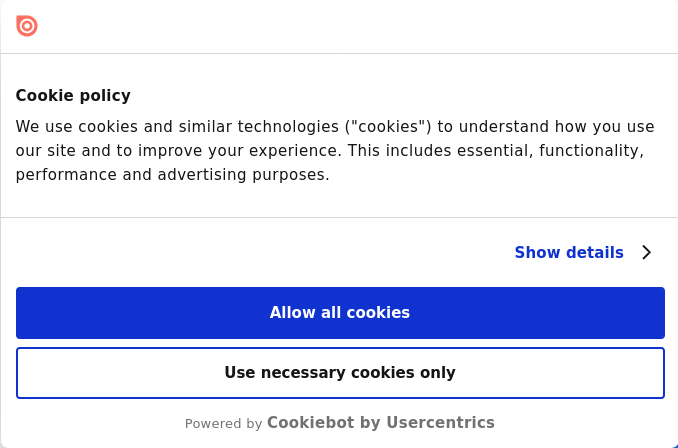 Cookie policy
We use cookies and similar technologies ("cookies") to understand how you use
our site and to improve your experience. This includes essential, functionality,
performance and advertising purposes.
Show details
Allow all cookies
Use necessary cookies only
Powered by Cookiebot by Usercentrics